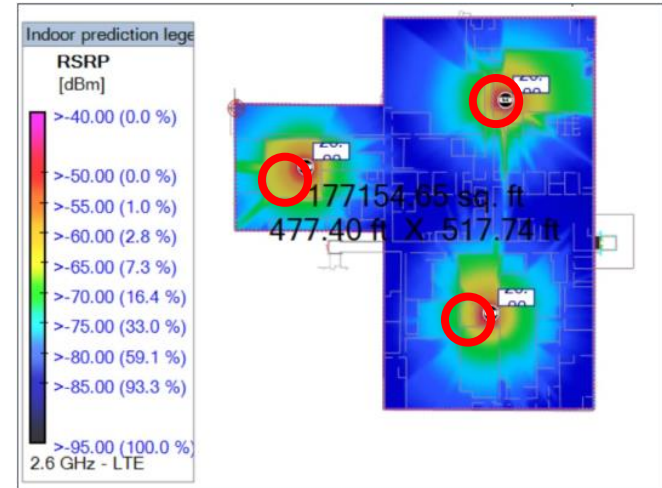 Indoor prediction lege
RSRP
[dBm]
>-40.00 (0.0 %)
>-50.00 (0.0 %)
>-55.00 (1.0 %)
>-60.00 (2.8 %)
>-65.00 (7.3 %)
>-70.00 (16.4 %)
>-75.00 (33.0 %)
>-80.00 (59.1 %)
>-85.00 (93.3 %)
>-95.00 (100.0 %)
2.6 GHz - LTE
177154,65 sq. ft
477.40 ft X 517.74 ft